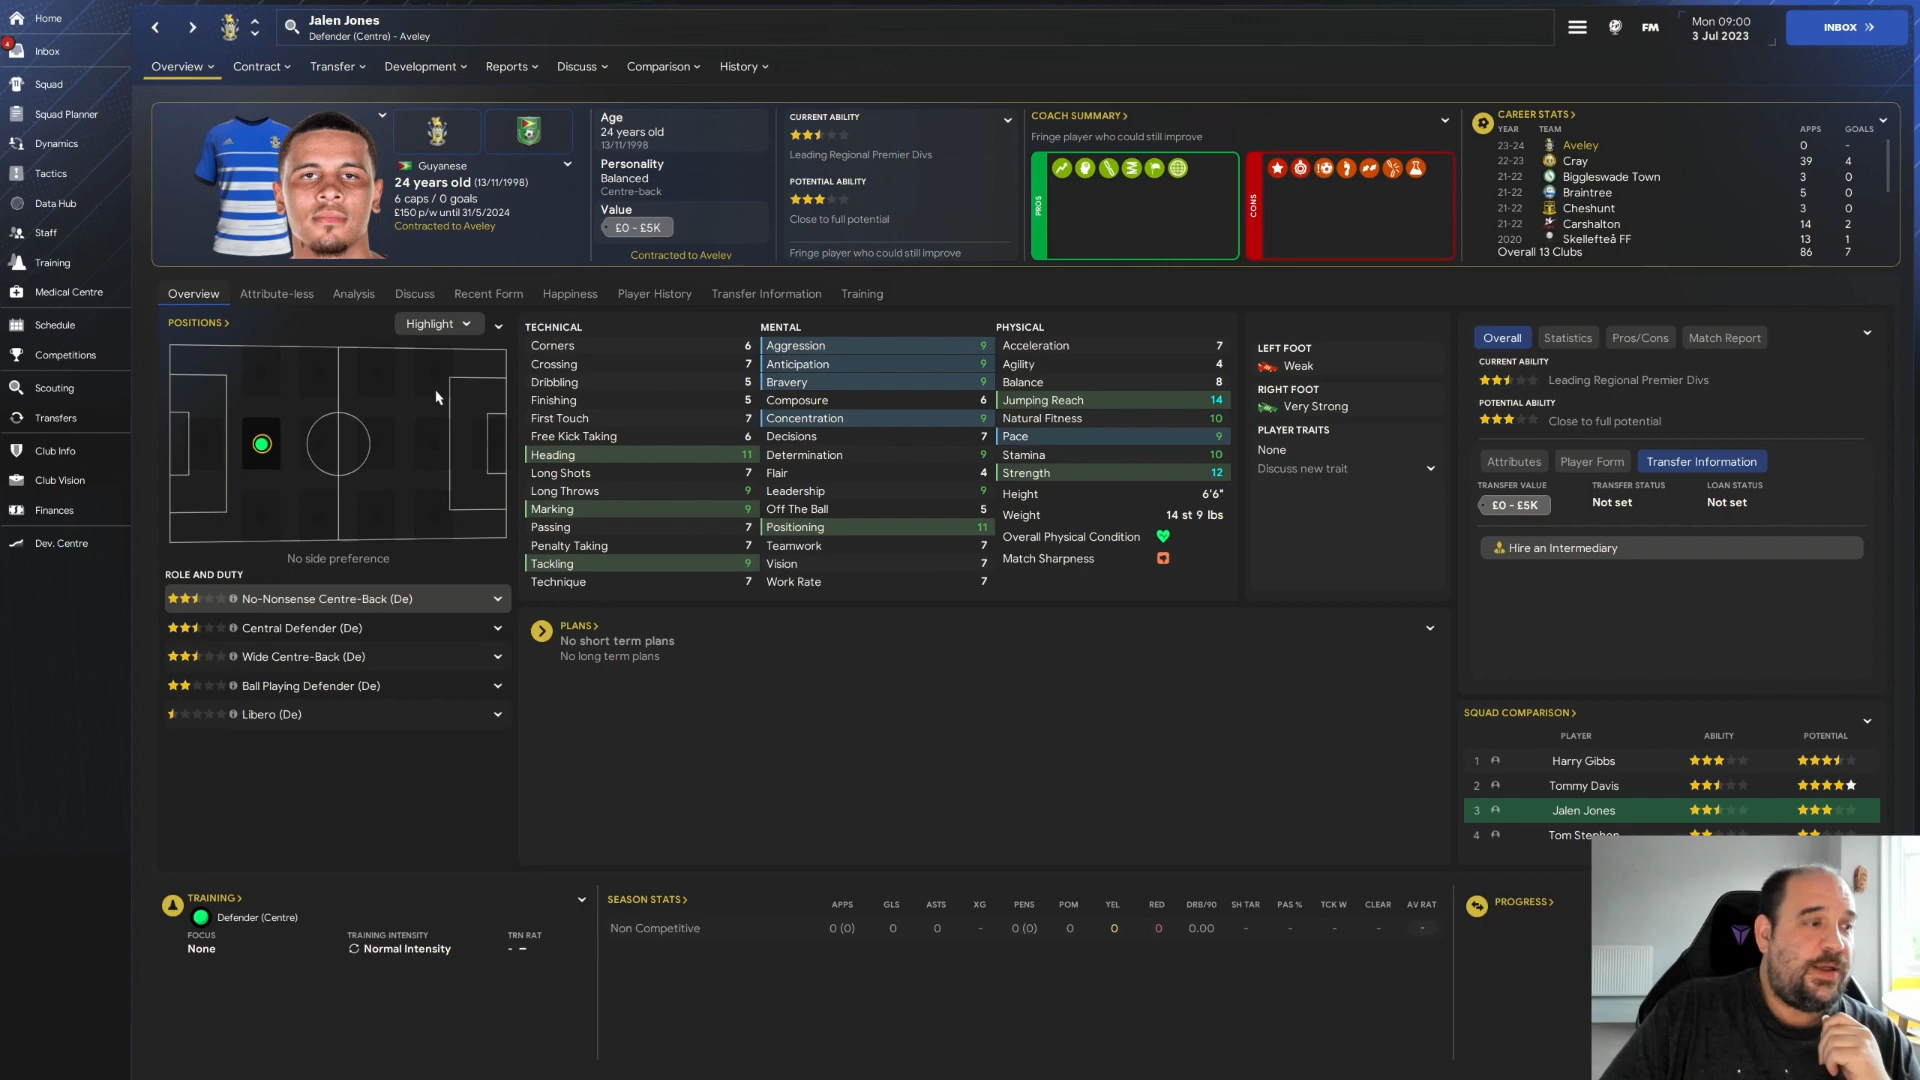 Home
Jalen Jones
Defender (Centre) - Aveley
FM
Mon 09:00
3 Jul 2023
INBOX
4
Inbox
Squad
Squad Planner
Dynamics
Tactics
Data Hub
Staff
Training
Medical Centre
Schedule
Competitions
Scouting
Transfers
Club Info
Club Vision
Finances
Dev. Centre
Overview Contract Transfer Development Reports Discuss Comparison History
Guyanese
24 years old (13/11/1998)
6 caps / 0 goals
£150 p/w until 31/5/2024
Contracted to Aveley
Age
24 years old
13/11/1998
Personality
Balanced
Centre-back
Value
£0 - £5K
Contracted to Aveley
CURRENT ABILITY
Leading Regional Premier Divs
POTENTIAL ABILITY
Close to full potential
Fringe player who could still improve
COACH SUMMARY >
Fringe player who could still improve
PROS
CONS
CAREER STATS >
YEAR TEAM APPS GOALS
23-24 Aveley 0 -
22-23 Cray 39 4
21-22 Biggleswade Town 3 0
21-22 Braintree 5 0
21-22 Cheshunt 3 0
21-22 Carshalton 14 2
2020 Skellefteå FF 13 1
Overall 13 Clubs 86 7
Overview Attribute-less Analysis Discuss Recent Form Happiness Player History Transfer Information Training
POSITIONS >
Highlight
No side preference
ROLE AND DUTY
No-Nonsense Centre-Back (De)
Central Defender (De)
Wide Centre-Back (De)
Ball Playing Defender (De)
Libero (De)
TECHNICAL
Corners 6
Crossing 7
Dribbling 5
Finishing 5
First Touch 7
Free Kick Taking 6
Heading 11
Long Shots 7
Long Throws 9
Marking 9
Passing 7
Penalty Taking 7
Tackling 9
Technique 7
MENTAL
Aggression 9
Anticipation 9
Bravery 9
Composure 6
Concentration 9
Decisions 7
Determination 9
Flair 4
Leadership 9
Off The Ball 5
Positioning 11
Teamwork 7
Vision 7
Work Rate 7
PHYSICAL
Acceleration 7
Agility 4
Balance 8
Jumping Reach 14
Natural Fitness 10
Pace 9
Stamina 10
Strength 12
Height 6'6"
Weight 14 st 9 lbs
Overall Physical Condition
Match Sharpness
LEFT FOOT
Weak
RIGHT FOOT
Very Strong
PLAYER TRAITS
None
Discuss new trait
PLANS >
No short term plans
No long term plans
Overall Statistics Pros/Cons Match Report
CURRENT ABILITY
Leading Regional Premier Divs
POTENTIAL ABILITY
Close to full potential
Attributes Player Form Transfer Information
TRANSFER VALUE TRANSFER STATUS LOAN STATUS
£0 - £5K Not set Not set
Hire an Intermediary
SQUAD COMPARISON >
PLAYER ABILITY POTENTIAL
1 Harry Gibbs
2 Tommy Davis
3 Jalen Jones
4 Tom Stephen
TRAINING >
Defender (Centre)
FOCUS TRAINING INTENSITY TRN RAT
None Normal Intensity - –
SEASON STATS > APPS GLS ASTS XG PENS POM YEL RED DRB/90 SH TAR PAS % TCK W CLEAR AV RAT
Non Competitive 0 (0) 0 0 - 0 (0) 0 0 0 0.00 - - - - -
PROGRESS >